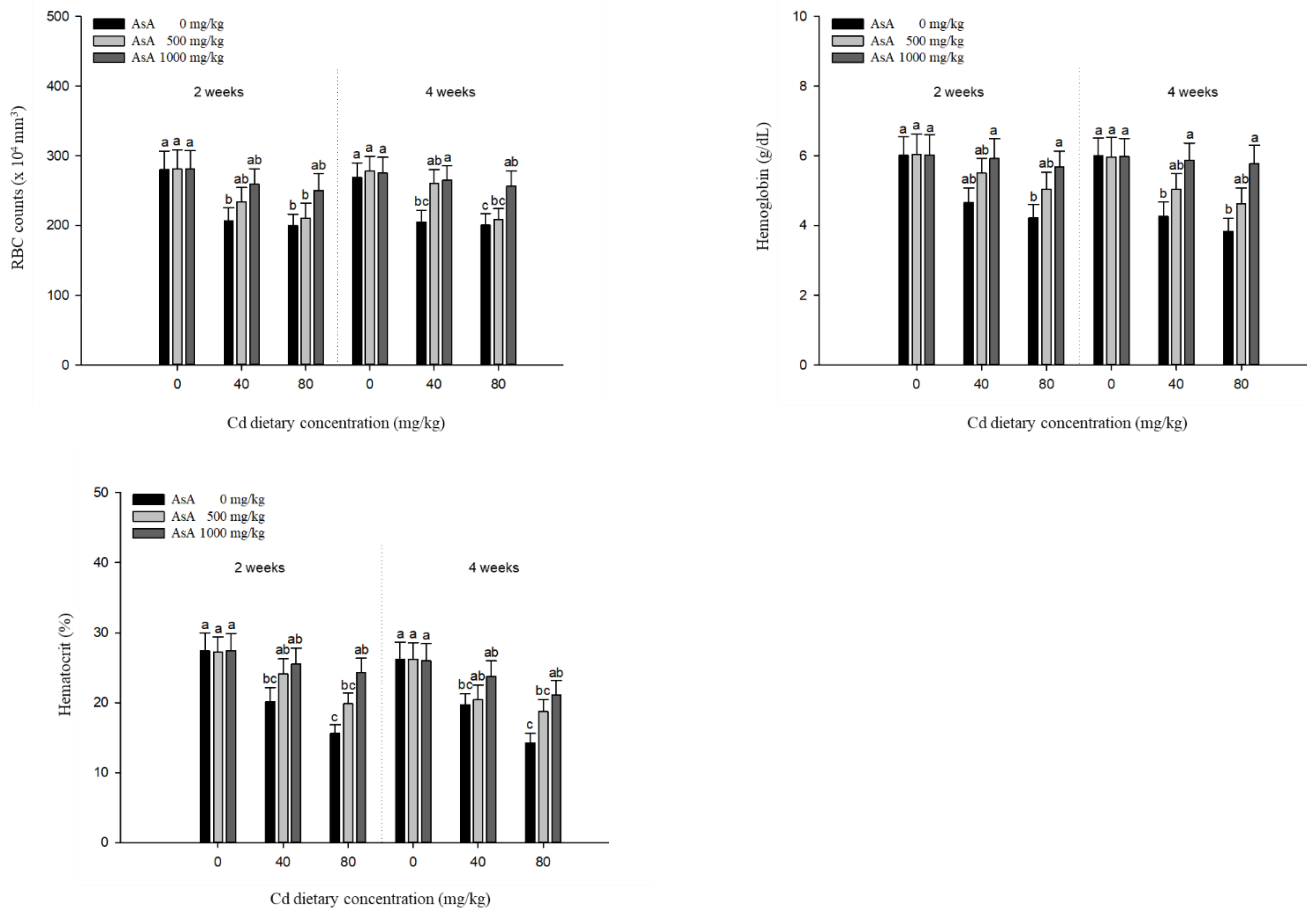 500
400
300
200
100
0
RBC counts (x 10⁴ mm³)
AsA 0 mg/kg
AsA 500 mg/kg
AsA 1000 mg/kg
2 weeks
4 weeks
a a a
b ab ab
b b ab
a a a
bc ab a
c bc ab
0 40 80 0 40 80
Cd dietary concentration (mg/kg)
10
8
6
4
2
0
Hemoglobin (g/dL)
AsA 0 mg/kg
AsA 500 mg/kg
AsA 1000 mg/kg
2 weeks
4 weeks
a a a
ab ab a
b ab a
a a a
b ab a
b ab a
0 40 80 0 40 80
Cd dietary concentration (mg/kg)
50
40
30
20
10
0
Hematocrit (%)
AsA 0 mg/kg
AsA 500 mg/kg
AsA 1000 mg/kg
2 weeks
4 weeks
a a a
bc ab ab
c bc ab
a a a
bc ab ab
c bc ab
0 40 80 0 40 80
Cd dietary concentration (mg/kg)